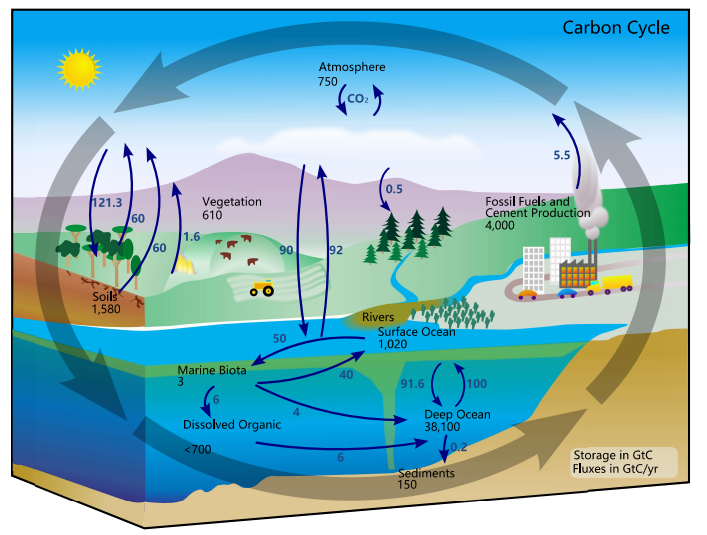 Carbon Cycle
Atmosphere
750
CO₂
5.5
121.3
60
60
1.6
Vegetation
610
90
92
0.5
Fossil Fuels and
Cement Production
4,000
Soils
1,580
Rivers
Surface Ocean
1,020
50
40
Marine Biota
3
6
4
91.6
100
Dissolved Organic
<700
Deep Ocean
38,100
6
0.2
Sediments
150
Storage in GtC
Fluxes in GtC/yr